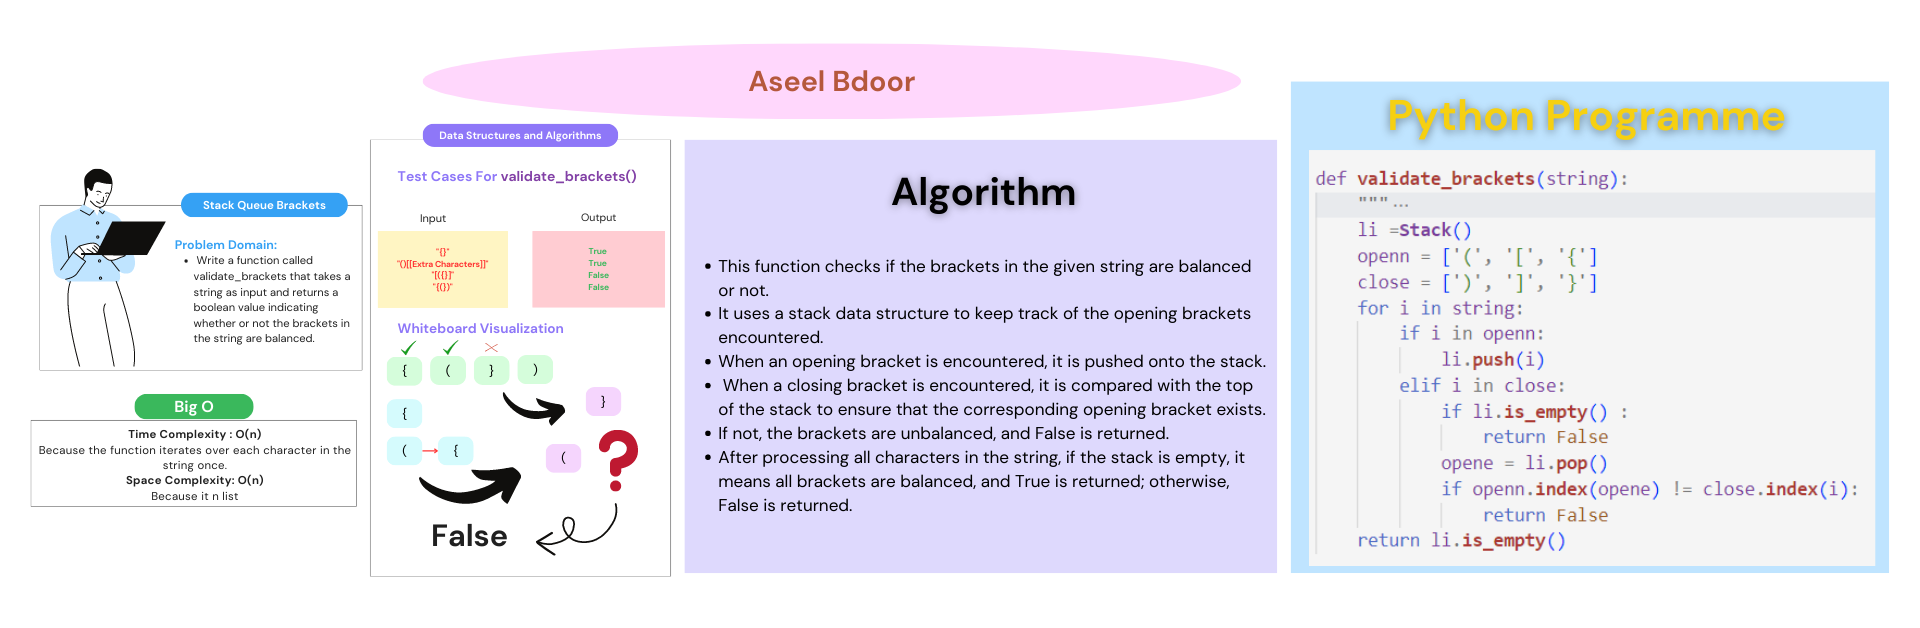 Aseel Bdoor
Stack Queue Brackets
Problem Domain:
• Write a function called
validate_brackets that takes a
string as input and returns a
boolean value indicating
whether or not the brackets in
the string are balanced.
Big O
Time Complexity : O(n)
Because the function iterates over each character in the
string once.
Space Complexity: O(n)
Because it n list
Data Structures and Algorithms
Test Cases For validate_brackets()
Input
"{}"
"()[[Extra Characters]]"
"[({}]"
"{(})"
Output
True
True
False
False
Whiteboard Visualization
{ ( } )
}
{
( → {
(
?
False
Algorithm
• This function checks if the brackets in the given string are balanced
or not.
• It uses a stack data structure to keep track of the opening brackets
encountered.
• When an opening bracket is encountered, it is pushed onto the stack.
• When a closing bracket is encountered, it is compared with the top
of the stack to ensure that the corresponding opening bracket exists.
• If not, the brackets are unbalanced, and False is returned.
• After processing all characters in the string, if the stack is empty, it
means all brackets are balanced, and True is returned; otherwise,
False is returned.
Python Programme
def validate_brackets(string):
    """...
    li =Stack()
    openn = ['(', '[', '{']
    close = [')', ']', '}']
    for i in string:
        if i in openn:
            li.push(i)
        elif i in close:
            if li.is_empty() :
                return False
            opene = li.pop()
            if openn.index(opene) != close.index(i):
                return False
    return li.is_empty()